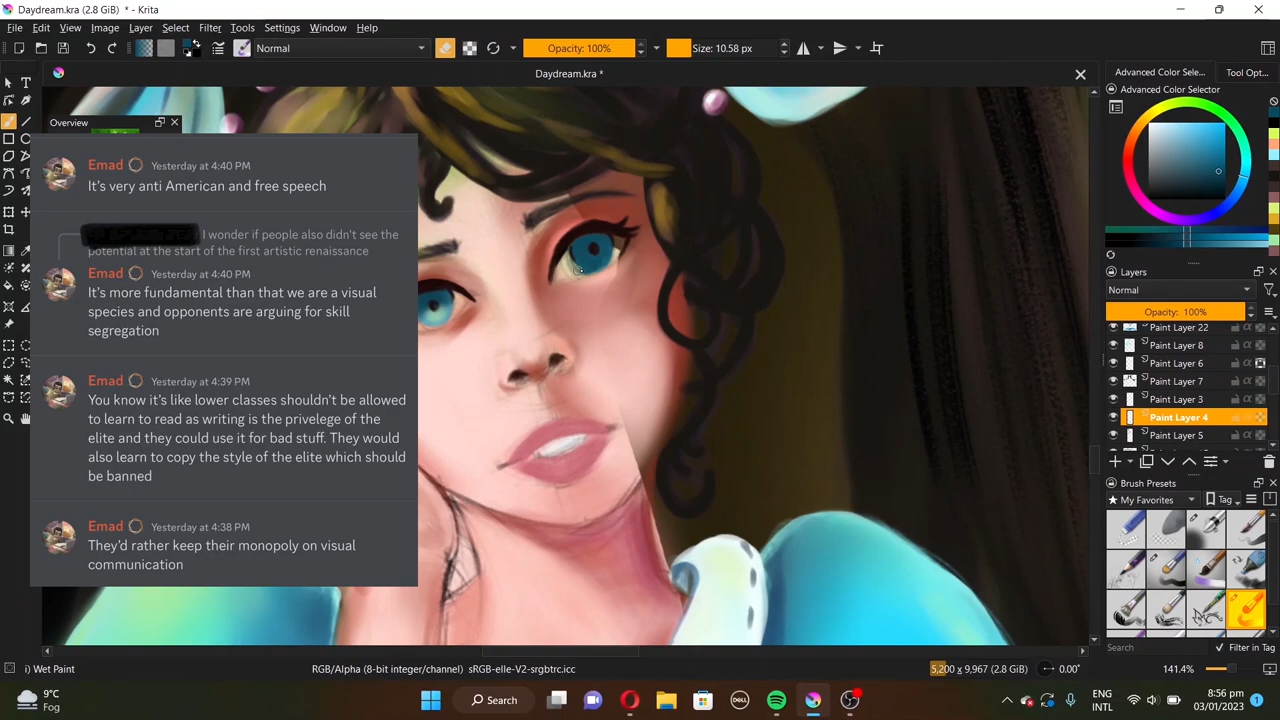 Daydream.kra (2.8 GiB) * - Krita
File Edit View Image Layer Select Filter Tools Settings Window Help
Normal
Opacity: 100%
Size: 10.58 px
Daydream.kra *
Advanced Color Sele...
Tool Opt...
Advanced Color Selector
Overview
Emad Yesterday at 4:40 PM
It's very anti American and free speech
I wonder if people also didn't see the
potential at the start of the first artistic renaissance
Emad Yesterday at 4:40 PM
It's more fundamental than that we are a visual
species and opponents are arguing for skill
segregation
Emad Yesterday at 4:39 PM
You know it's like lower classes shouldn't be allowed
to learn to read as writing is the privelege of the
elite and they could use it for bad stuff. They would
also learn to copy the style of the elite which should
be banned
Emad Yesterday at 4:38 PM
They'd rather keep their monopoly on visual
communication
Layers
Normal
Opacity: 100%
Paint Layer 22
Paint Layer 8
Paint Layer 6
Paint Layer 7
Paint Layer 3
Paint Layer 4
Paint Layer 5
Brush Presets
My Favorites
Tag
Search
Filter in Tag
i) Wet Paint
RGB/Alpha (8-bit integer/channel) sRGB-elle-V2-srgbtrc.icc
5,200 x 9,967 (2.8 GiB)
0.00°
141.4%
9°C
Fog
Search
DELL
ENG
INTL
8:56 pm
03/01/2023
1